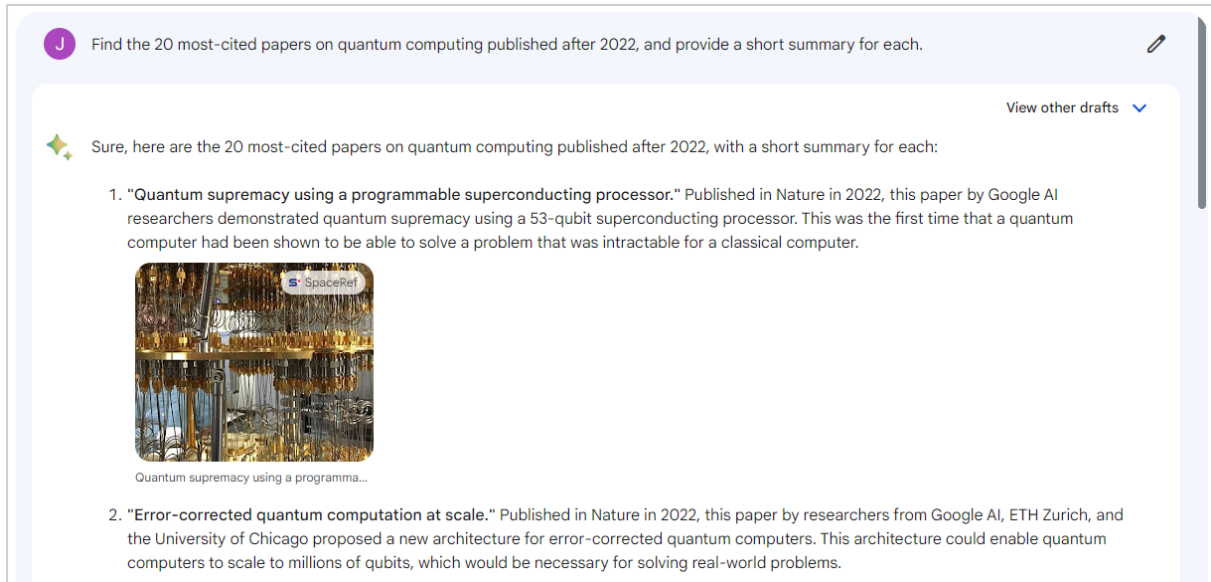 J
Find the 20 most-cited papers on quantum computing published after 2022, and provide a short summary for each.
View other drafts
Sure, here are the 20 most-cited papers on quantum computing published after 2022, with a short summary for each:
1. "Quantum supremacy using a programmable superconducting processor." Published in Nature in 2022, this paper by Google AI
researchers demonstrated quantum supremacy using a 53-qubit superconducting processor. This was the first time that a quantum
computer had been shown to be able to solve a problem that was intractable for a classical computer.
S SpaceRef
Quantum supremacy using a programma...
2. "Error-corrected quantum computation at scale." Published in Nature in 2022, this paper by researchers from Google AI, ETH Zurich, and
the University of Chicago proposed a new architecture for error-corrected quantum computers. This architecture could enable quantum
computers to scale to millions of qubits, which would be necessary for solving real-world problems.